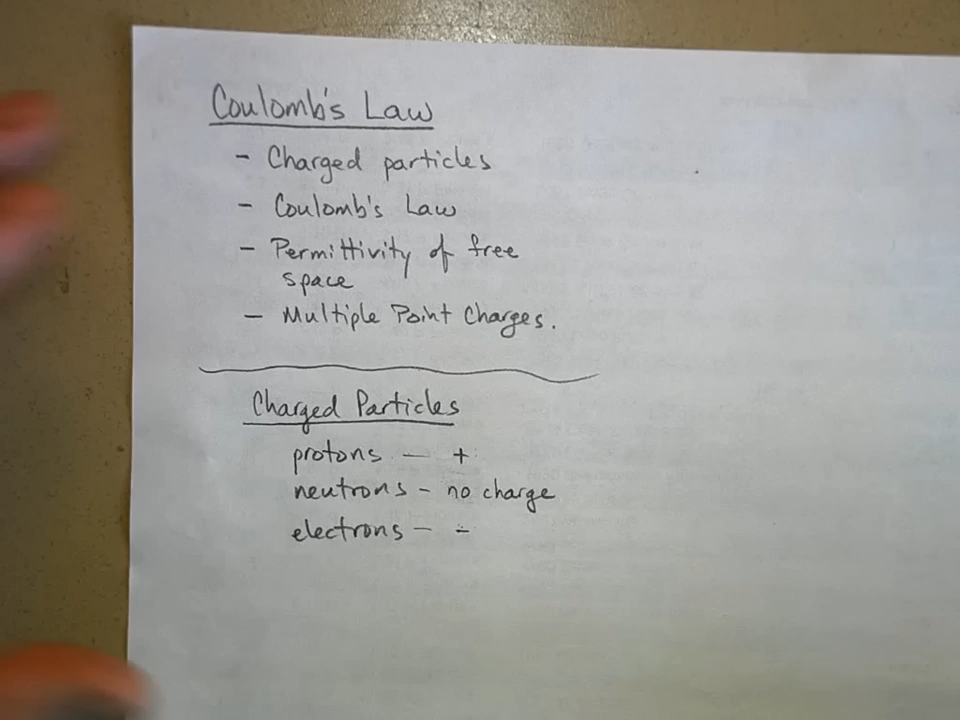 Coulomb's Law
- Charged particles
- Coulomb's Law
- Permittivity of free
space
- Multiple Point Charges.
Charged Particles
protons - +
neutrons - no charge
electrons - -